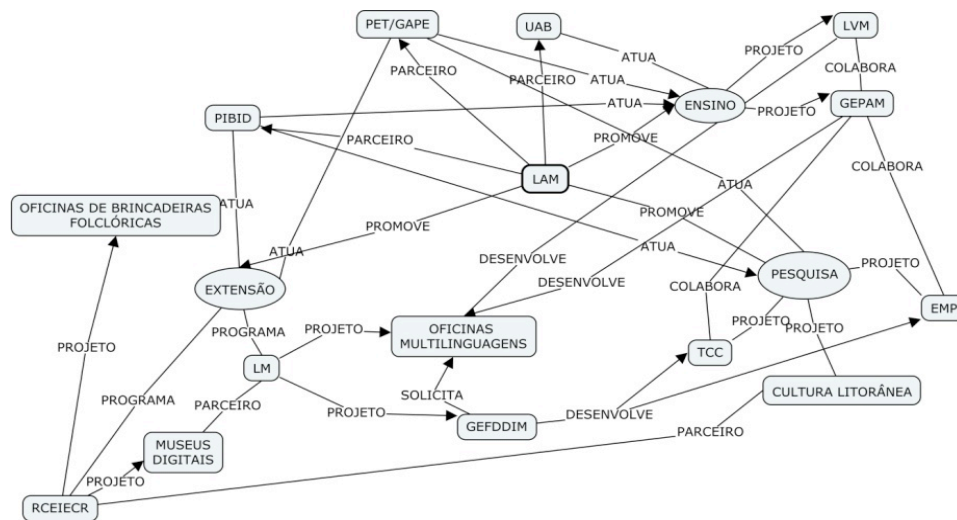 PET/GAPE
UAB
LVM
ATUA
PROJETO
PARCEIRO
PARCEIRO
ATUA
COLABORA
PIBID
ATUA
ENSINO
PROJETO
GEPAM
PARCEIRO
PROMOVE
COLABORA
LAM
ATUA
ATUA
OFICINAS DE BRINCADEIRAS
FOLCLÓRICAS
PROMOVE
PROMOVE
ATUA
ATUA
DESENVOLVE
PROJETO
EXTENSÃO
DESENVOLVE
COLABORA
PESQUISA
EMP
PROGRAMA
PROJETO
OFICINAS
MULTILINGUAGENS
PROJETO
PROJETO
PROJETO
LM
TCC
PROGRAMA
PARCEIRO
SOLICITA
CULTURA LITORÂNEA
PROJETO
GEFDDIM
DESENVOLVE
PARCEIRO
MUSEUS
DIGITAIS
PROJETO
RCEIECR